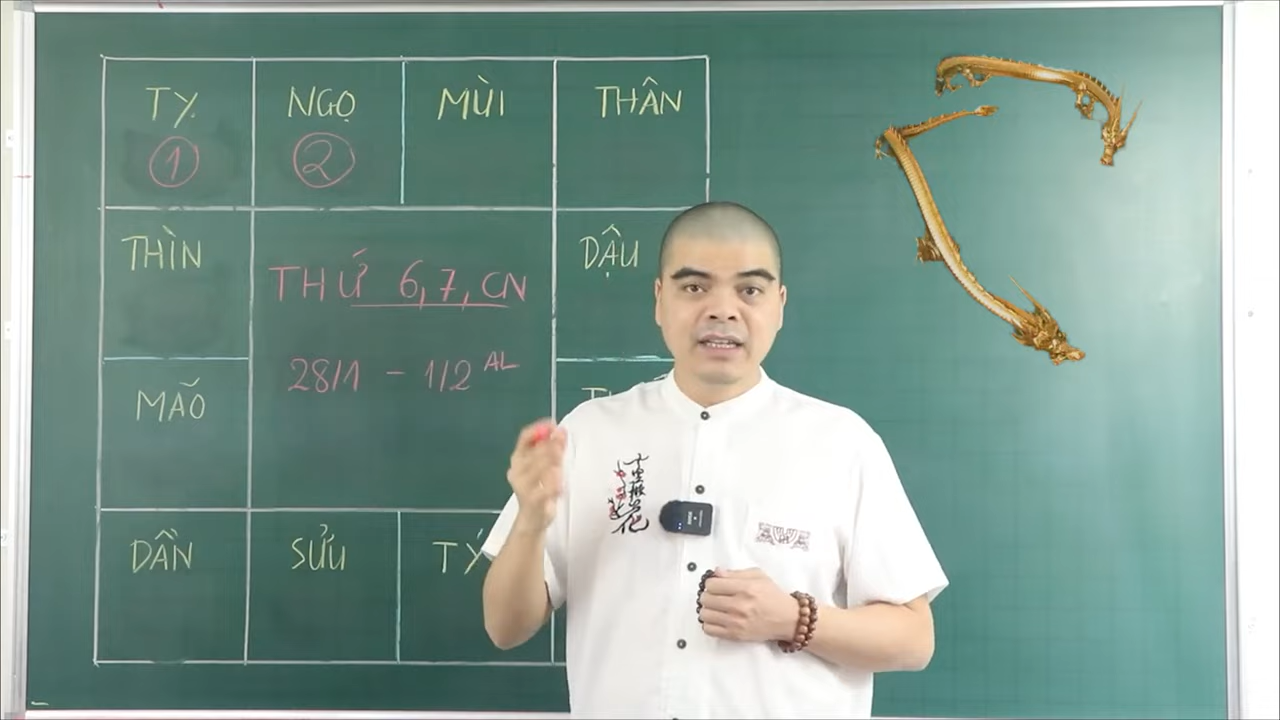 TỴ
NGỌ
MÙI
THÂN
1
2
THÌN
THỨ 6, 7, CN
DẬU
28/1 - 1/2 AL
MÃO
DẦN
SỬU
TÝ